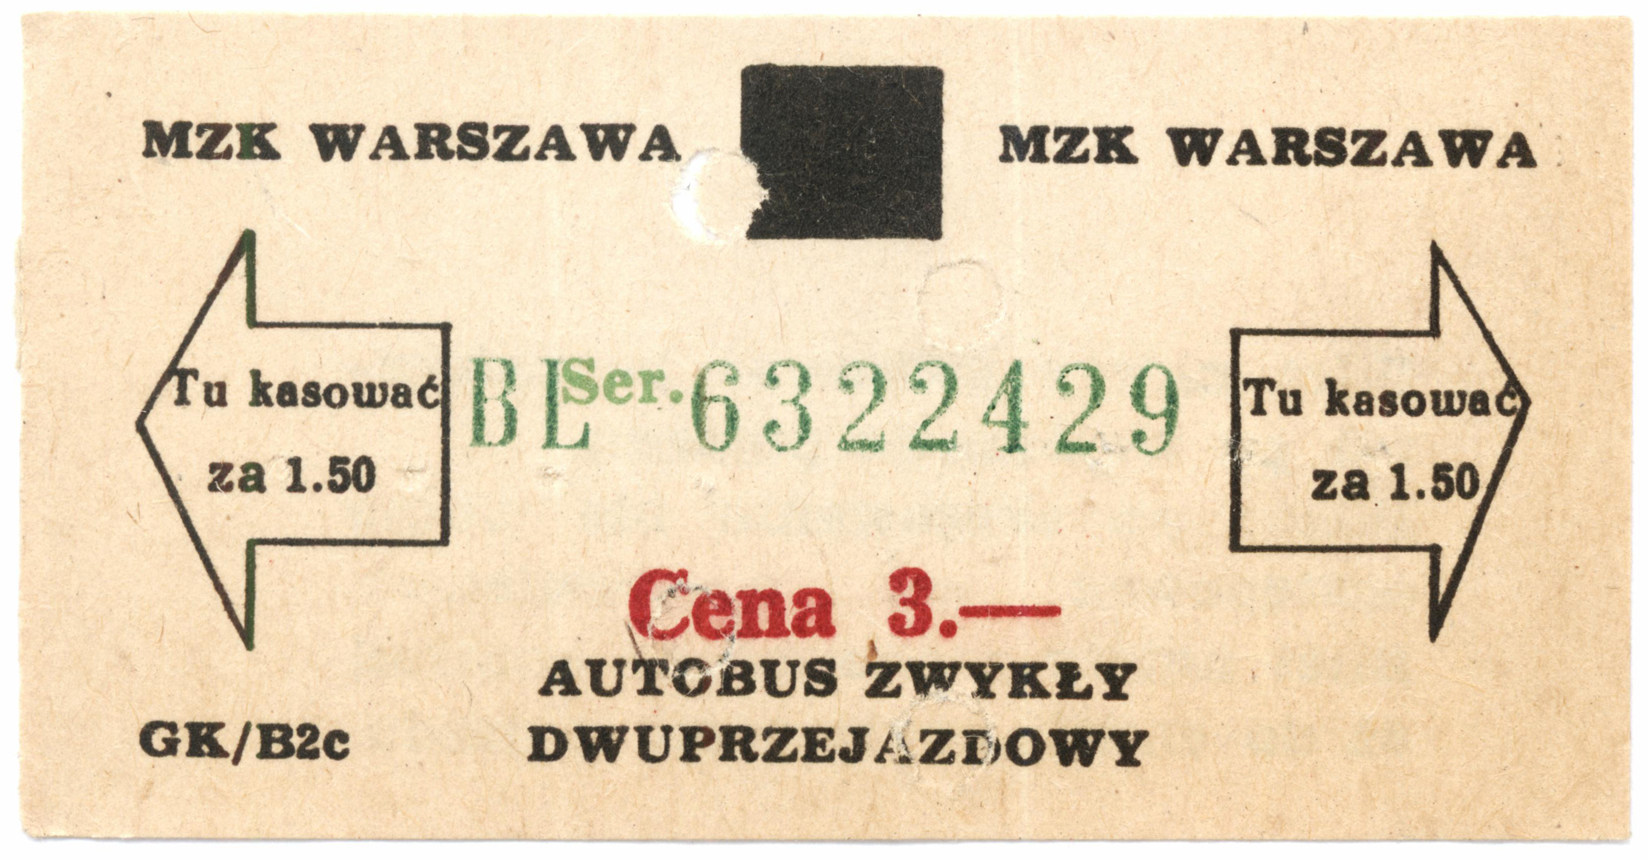 MZK WARSZAWA MZK WARSZAWA
Tu kasować
za 1.50
BL Ser. 6322429
Tu kasować
za 1.50
Cena 3.—
AUTOBUS ZWYKŁY
GK/B2c DWUPRZEJAZDOWY